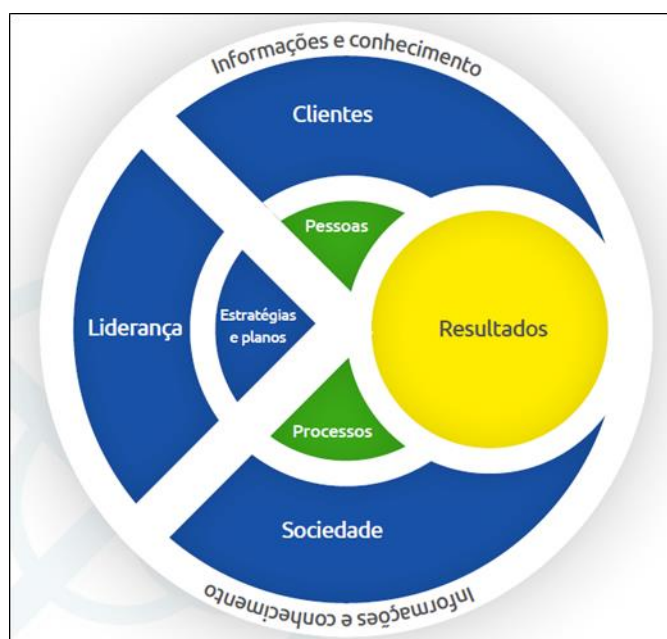 Informações e conhecimento
Clientes
Pessoas
Liderança
Estratégias
e planos
Resultados
Processos
Sociedade
Informações e conhecimento